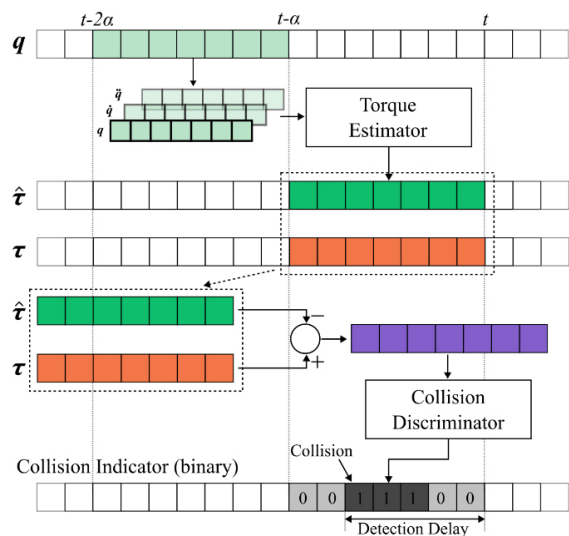 t-2α t-α t
q
q̈
q̇
q
Torque
Estimator
τ̂
τ
τ̂
−
τ
+
Collision
Discriminator
Collision
Collision Indicator (binary)
0 0 1 1 1 0 0
Detection Delay